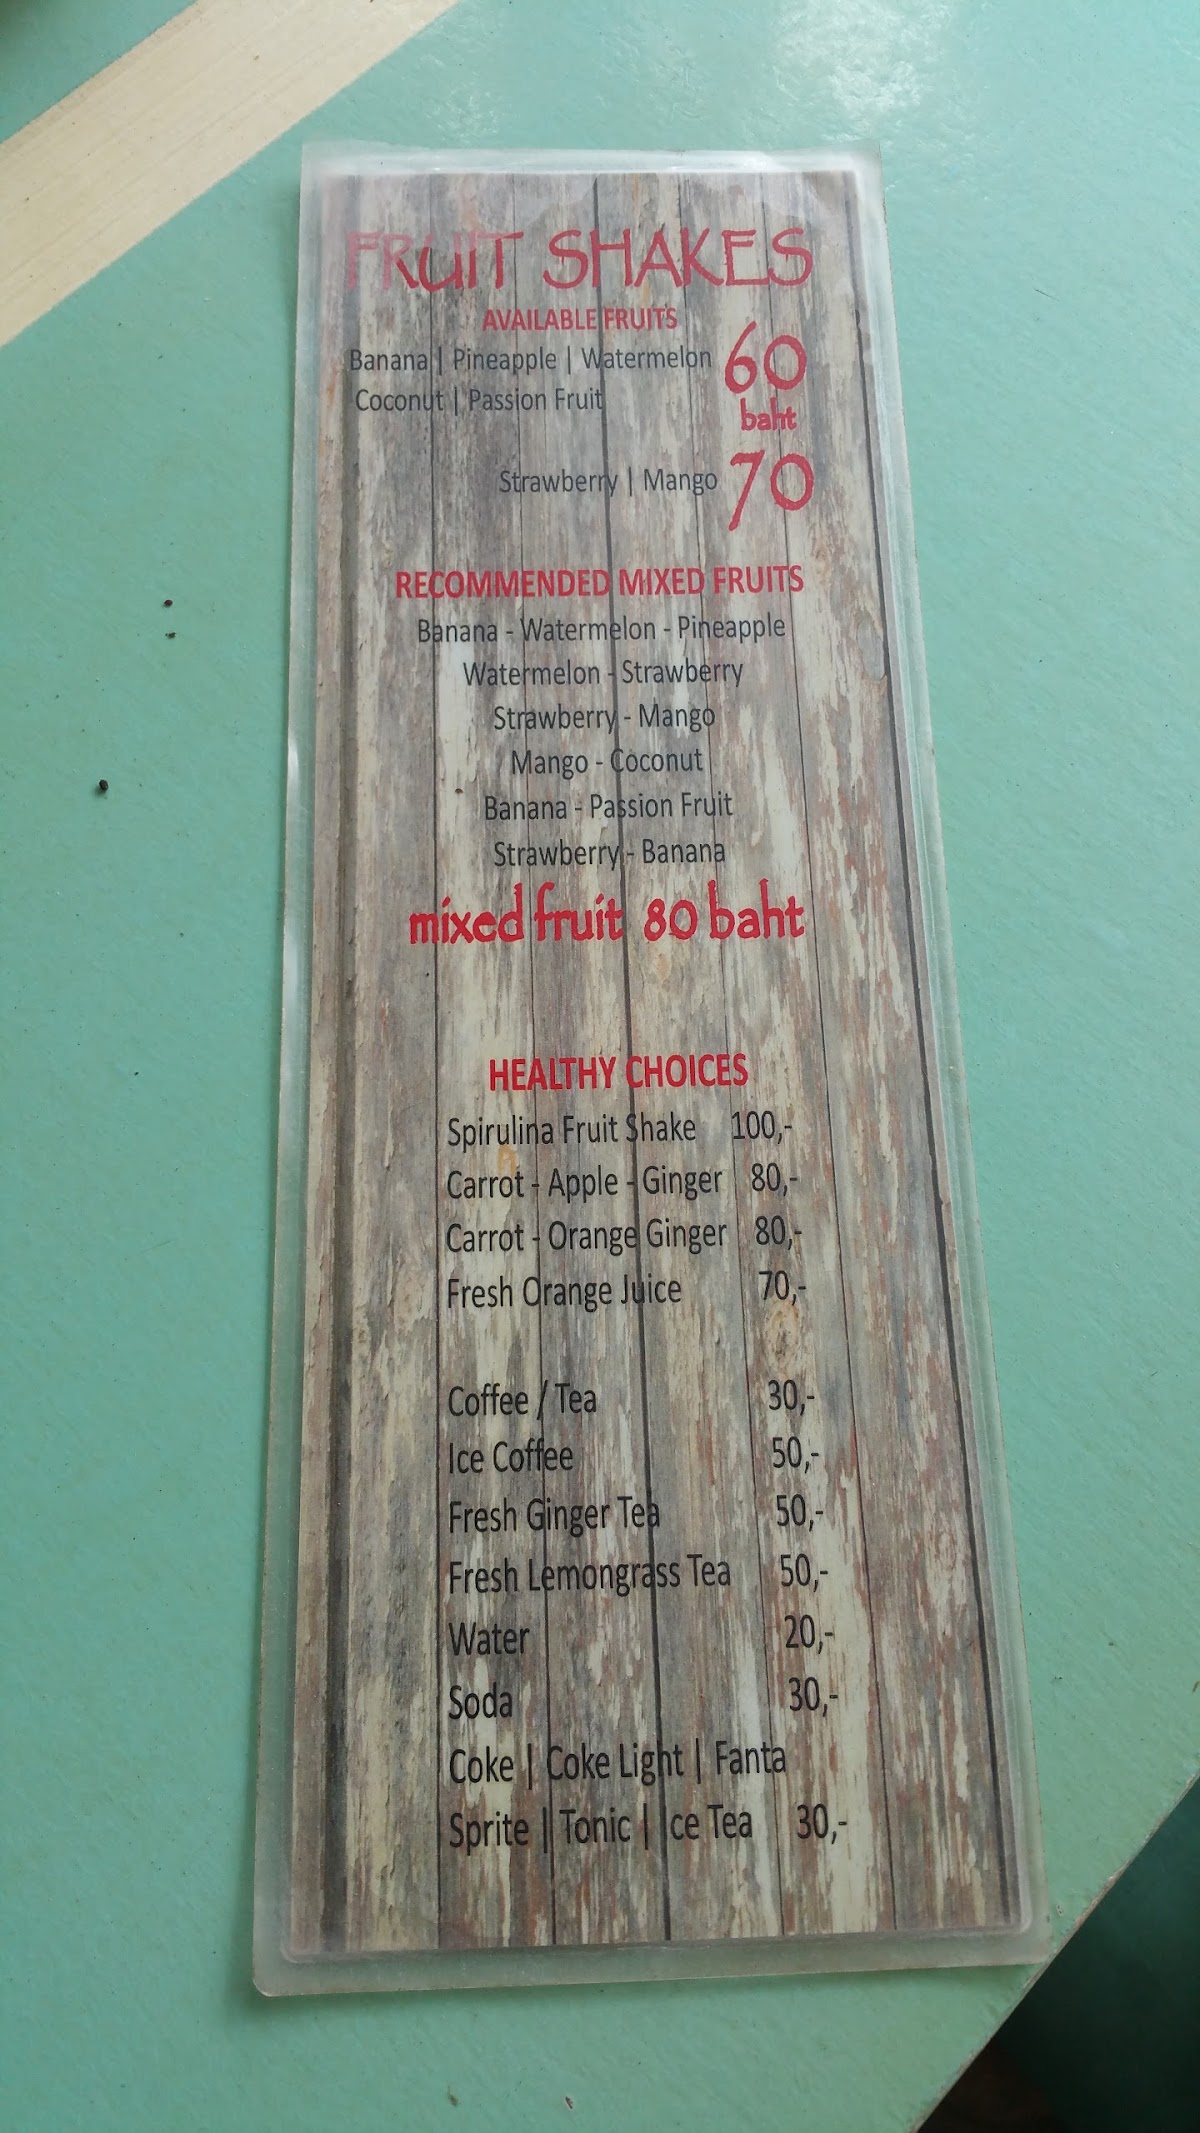 FRUIT SHAKES
AVAILABLE FRUITS
Banana | Pineapple | Watermelon 60
Coconut | Passion Fruit baht
Strawberry | Mango 70
RECOMMENDED MIXED FRUITS
Banana - Watermelon - Pineapple
Watermelon - Strawberry
Strawberry - Mango
Mango - Coconut
Banana - Passion Fruit
Strawberry - Banana
mixed fruit 80 baht
HEALTHY CHOICES
Spirulina Fruit Shake 100,-
Carrot - Apple - Ginger 80,-
Carrot - Orange Ginger 80,-
Fresh Orange Juice 70,-
Coffee / Tea 30,-
Ice Coffee 50,-
Fresh Ginger Tea 50,-
Fresh Lemongrass Tea 50,-
Water 20,-
Soda 30,-
Coke | Coke Light | Fanta
Sprite | Tonic | Ice Tea 30,-